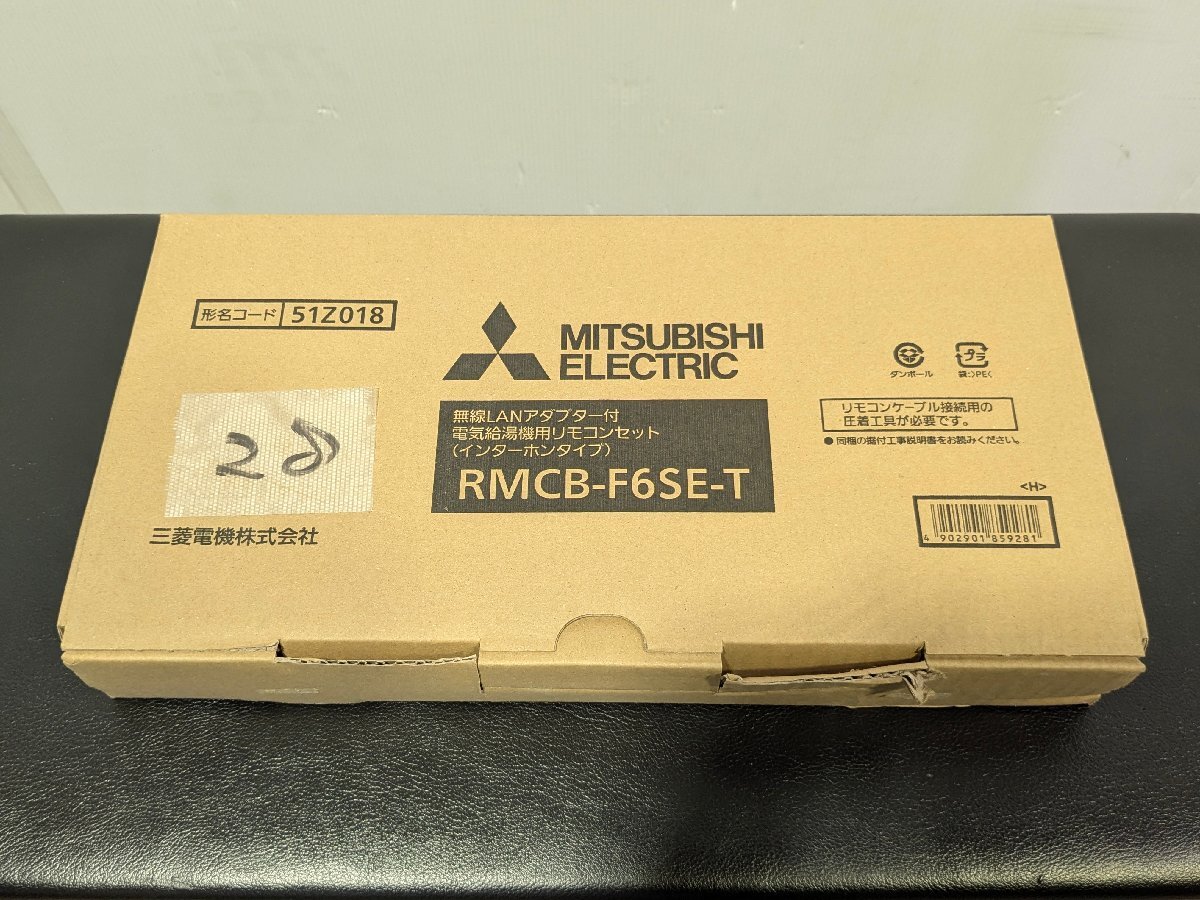 形名コード 51Z018
MITSUBISHI
ELECTRIC
無線LANアダプター付
電気給湯機用リモコンセット
(インターホンタイプ)
RMCB-F6SE-T
28
三菱電機株式会社
ダンボール
プラ
袋:>PE<
リモコンケーブル接続用の
圧着工具が必要です。
● 同梱の据付工事説明書をお読みください。
<H>
4 902901 859281